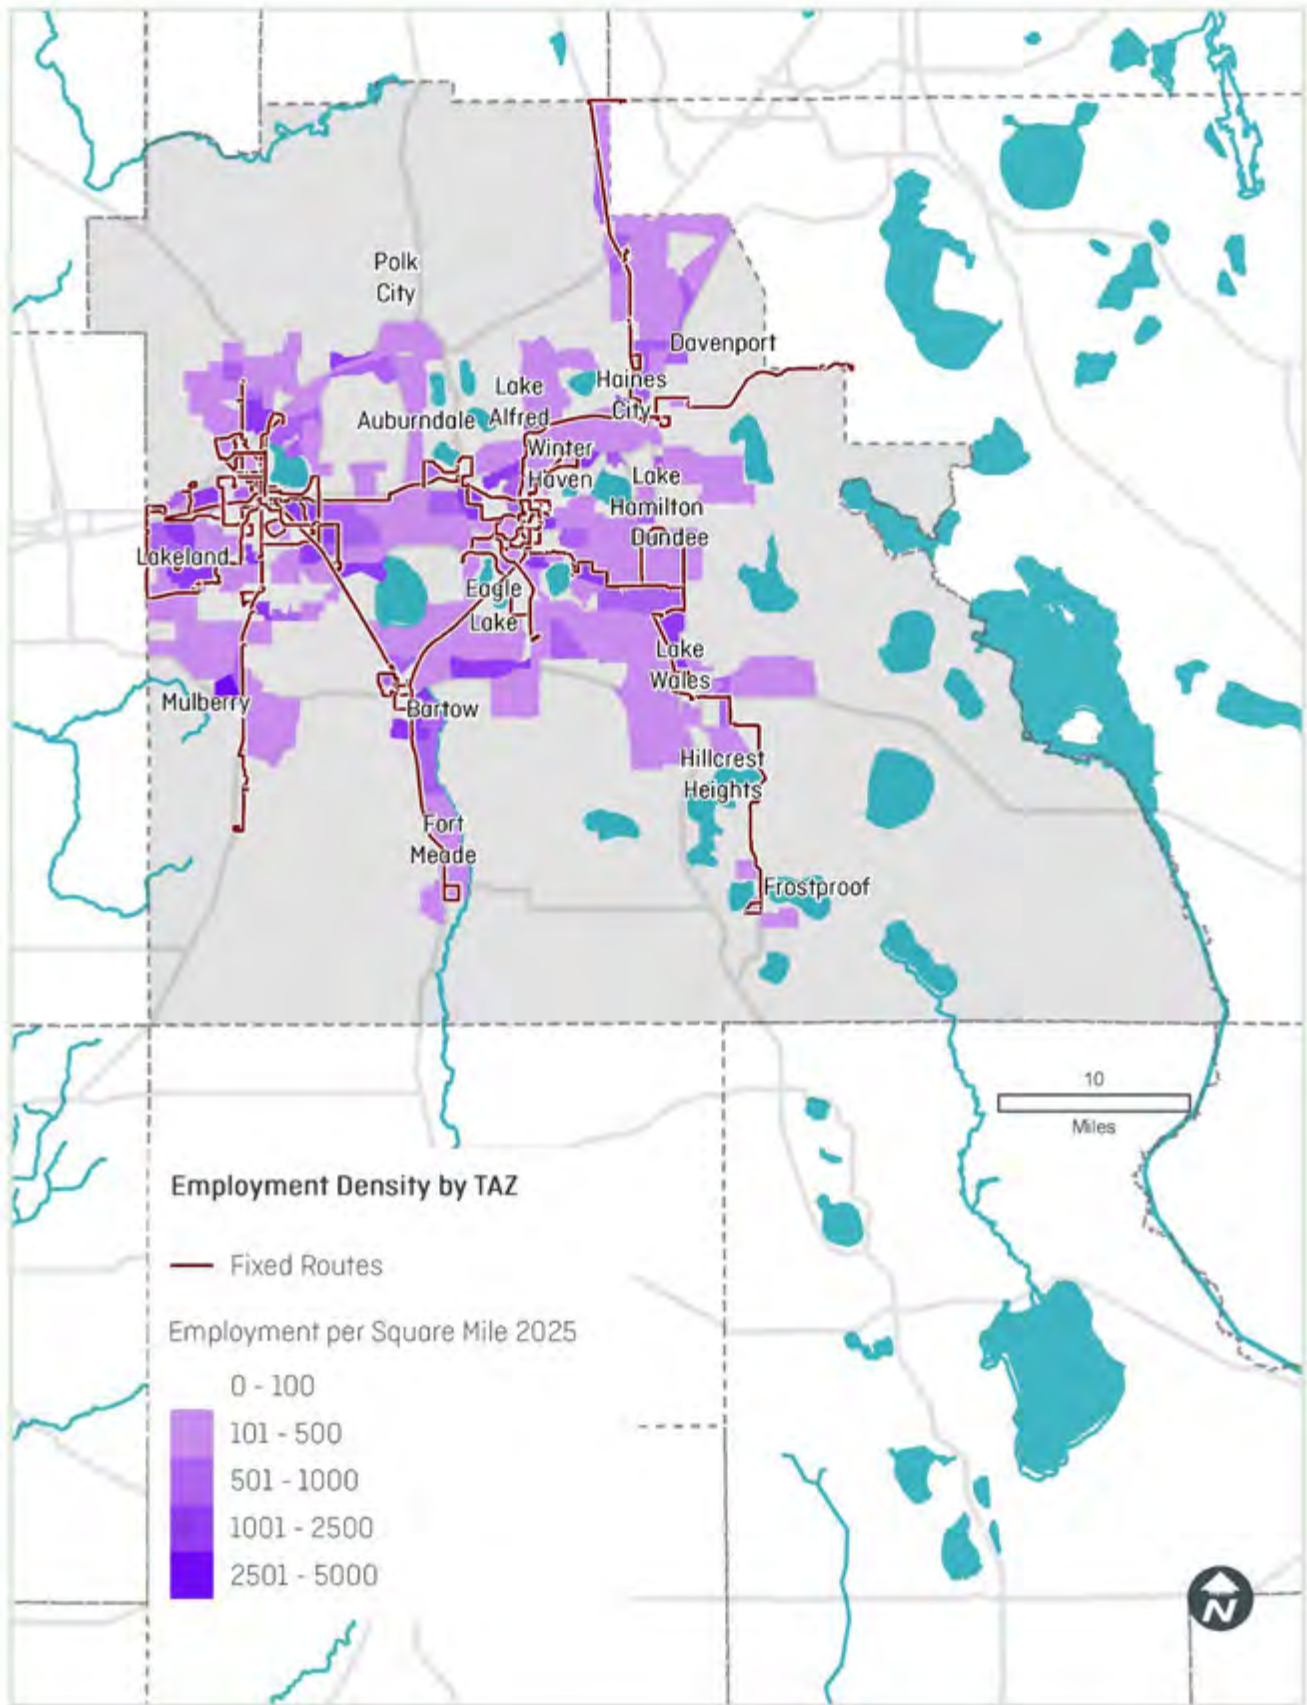 Polk
City
Davenport
Lake
Alfred
Haines
City
Auburndale
Winter
Haven
Lake
Hamilton
Dundee
Lakeland
Eagle
Lake
Lake
Wales
Mulberry
Bartow
Hillcrest
Heights
Fort
Meade
Frostproof
10
Miles
Employment Density by TAZ
Fixed Routes
Employment per Square Mile 2025
0 - 100
101 - 500
501 - 1000
1001 - 2500
2501 - 5000
N